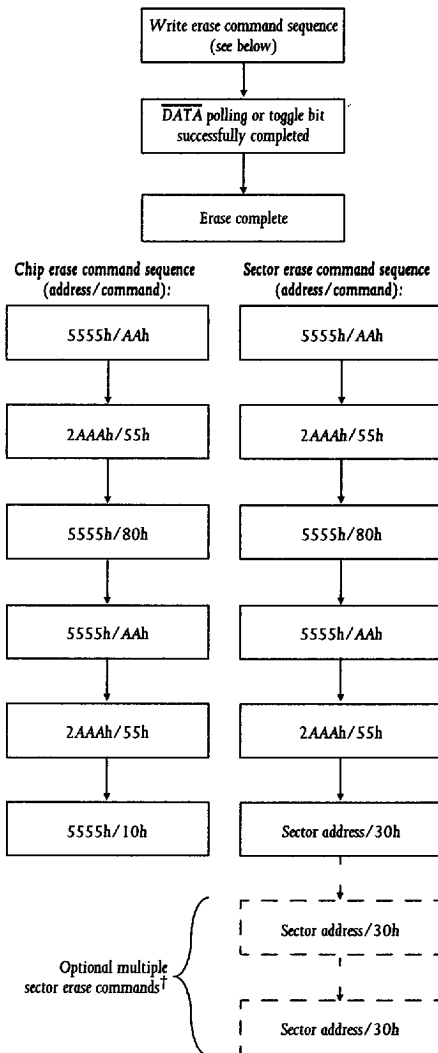 Write erase command sequence
(see below)
DATA polling or toggle bit
successfully completed
Erase complete
Chip erase command sequence
(address/command):
5555h/AAh
2AAAh/55h
5555h/80h
5555h/AAh
2AAAh/55h
5555h/10h
Sector erase command sequence
(address/command):
5555h/AAh
2AAAh/55h
5555h/80h
5555h/AAh
2AAAh/55h
Sector address/30h
Optional multiple
sector erase commands†
Sector address/30h
Sector address/30h